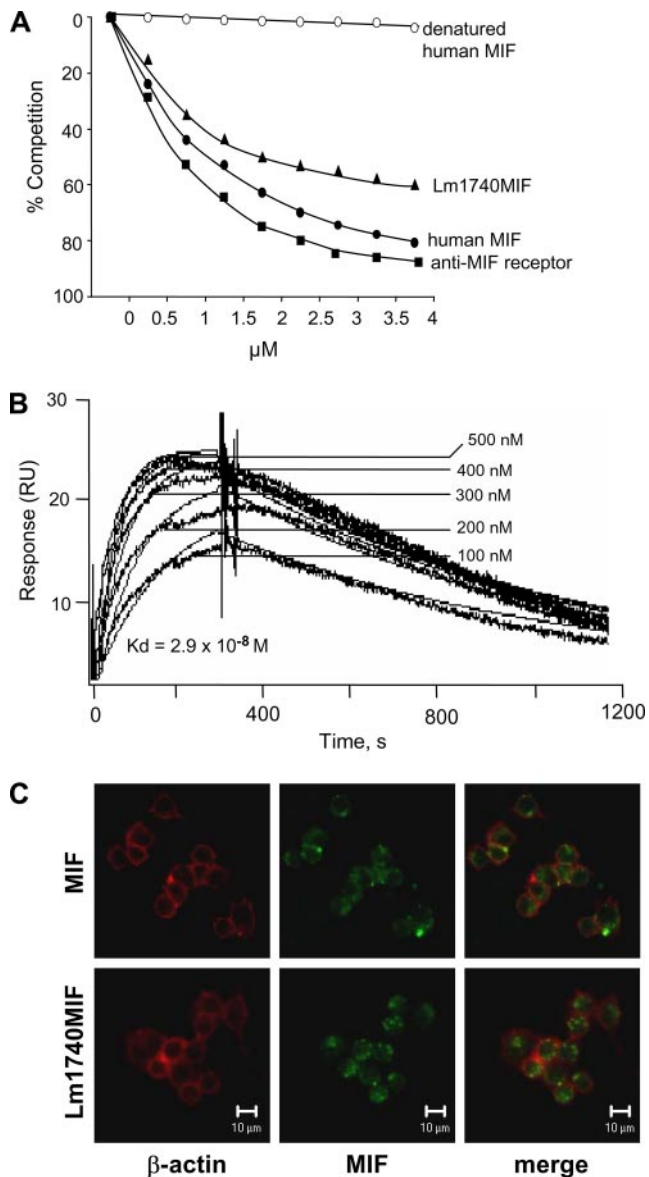 A
0
20
40
60
80
100
% Competition
denatured
human MIF
Lm1740MIF
human MIF
anti-MIF receptor
0 0.5 1 1.5 2 2.5 3 3.5 4
µM
B
30
20
10
Response (RU)
500 nM
400 nM
300 nM
200 nM
100 nM
Kd = 2.9 x 10⁻⁸ M
0 400 800 1200
Time, s
C
MIF
Lm1740MIF
10 µm
10 µm
10 µm
β-actin MIF merge